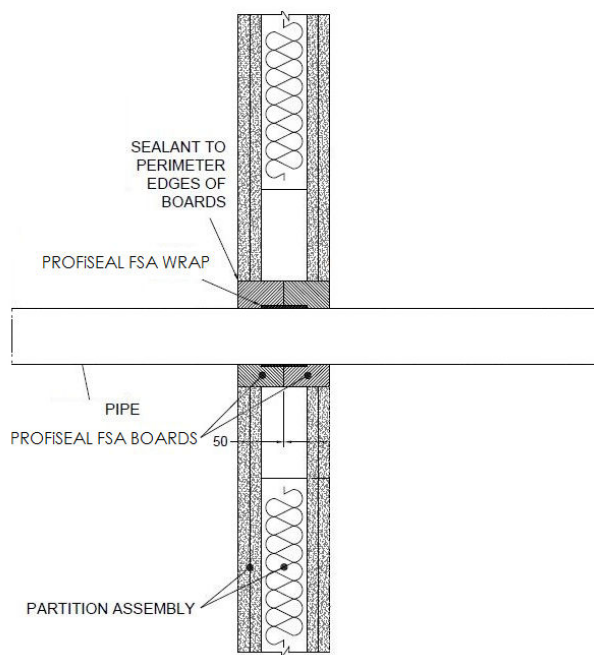 SEALANT TO
PERIMETER
EDGES OF
BOARDS
PROFiSEAL FSA WRAP
PIPE
PROFiSEAL FSA BOARDS
50
PARTITION ASSEMBLY